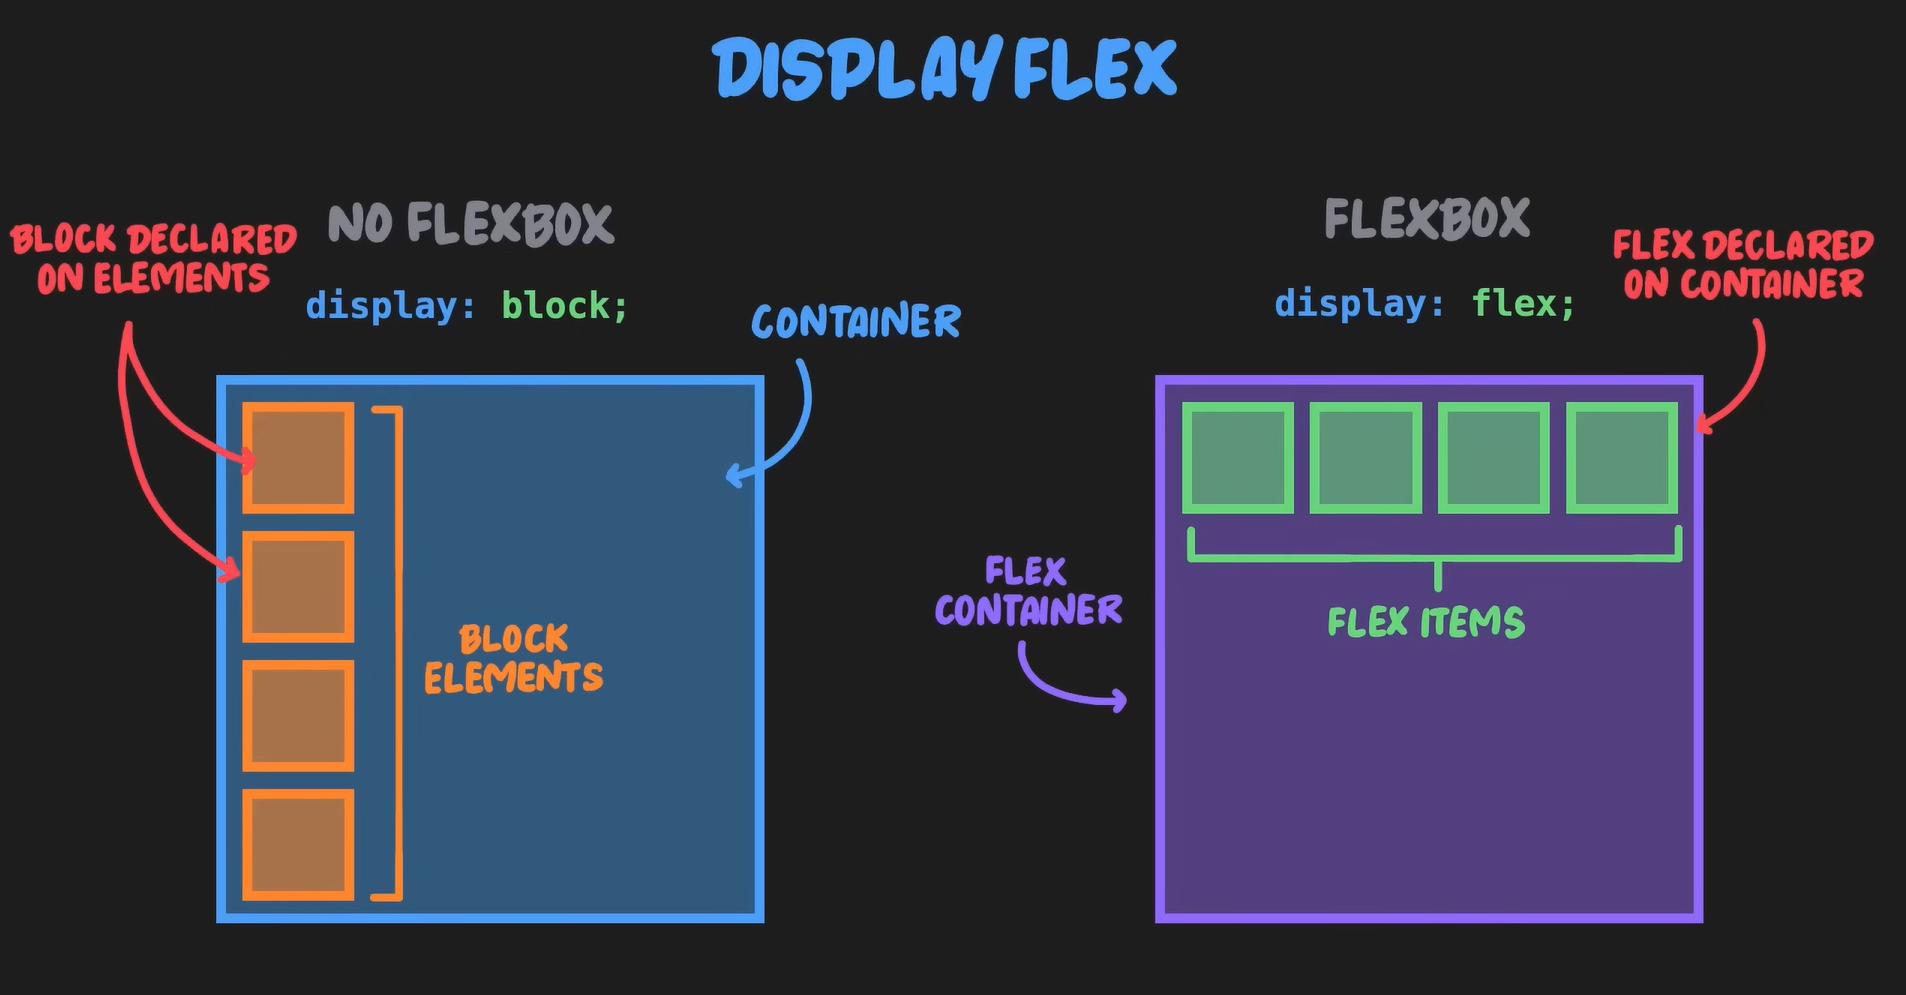 DISPLAY FLEX
NO FLEXBOX
BLOCK DECLARED
ON ELEMENTS
display: block;
CONTAINER
BLOCK
ELEMENTS
FLEXBOX
FLEX DECLARED
ON CONTAINER
display: flex;
FLEX
CONTAINER
FLEX ITEMS